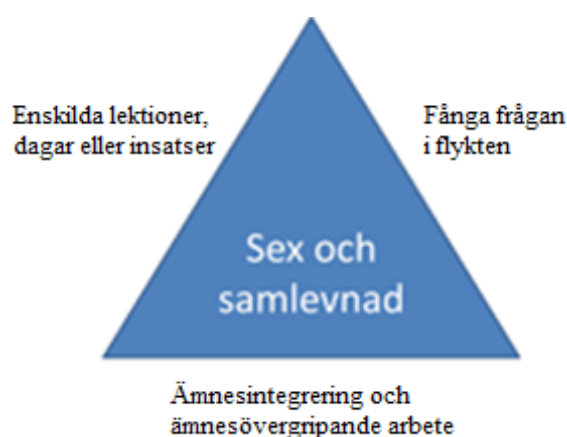 Enskilda lektioner,
dagar eller insatser
Fånga frågan
i flykten
Sex och
samlevnad
Ämnesintegrering och
ämnesövergripande arbete